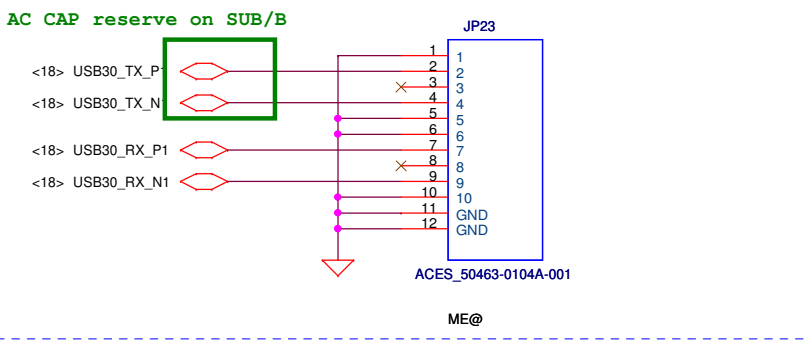 AC CAP reserve on SUB/B
JP23
<18> USB30_TX_P1
<18> USB30_TX_N1
<18> USB30_RX_P1
<18> USB30_RX_N1
1 1
2 2
3 3
4 4
5 5
6 6
7 7
8 8
9 9
10 10
11 GND
12 GND
ACES_50463-0104A-001
ME@